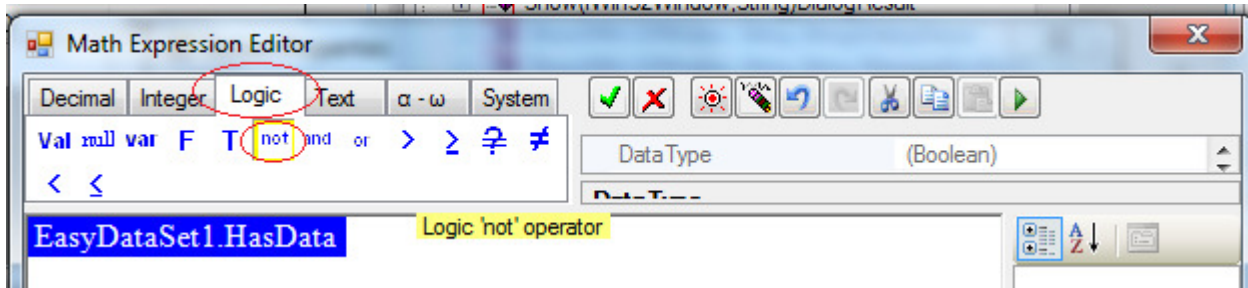 Show(IWin32Window,String)DialogResult
Math Expression Editor
Decimal Integer Logic Text α - ω System
Val null var F T not and or > ≥ = ≠
< ≤
DataType (Boolean)
DataType
EasyDataSet1.HasData
Logic 'not' operator